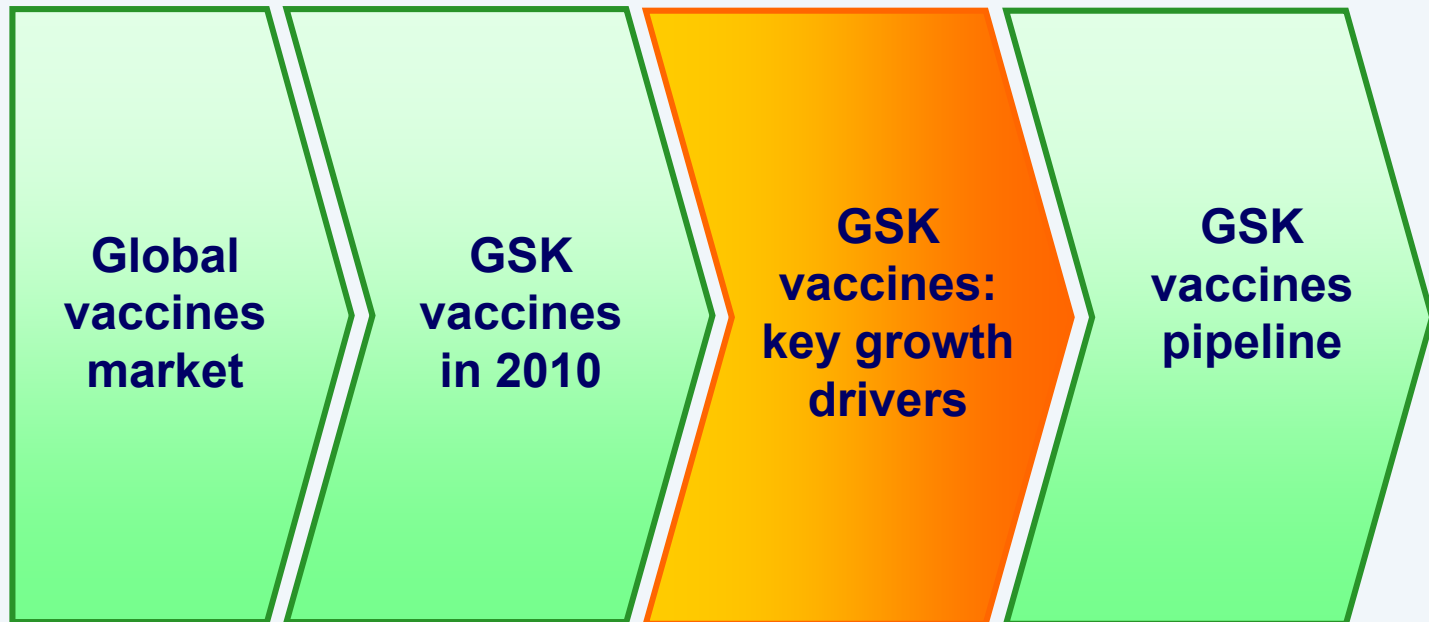 Global
vaccines
market
GSK
vaccines
in 2010
GSK
vaccines:
key growth
drivers
GSK
vaccines
pipeline